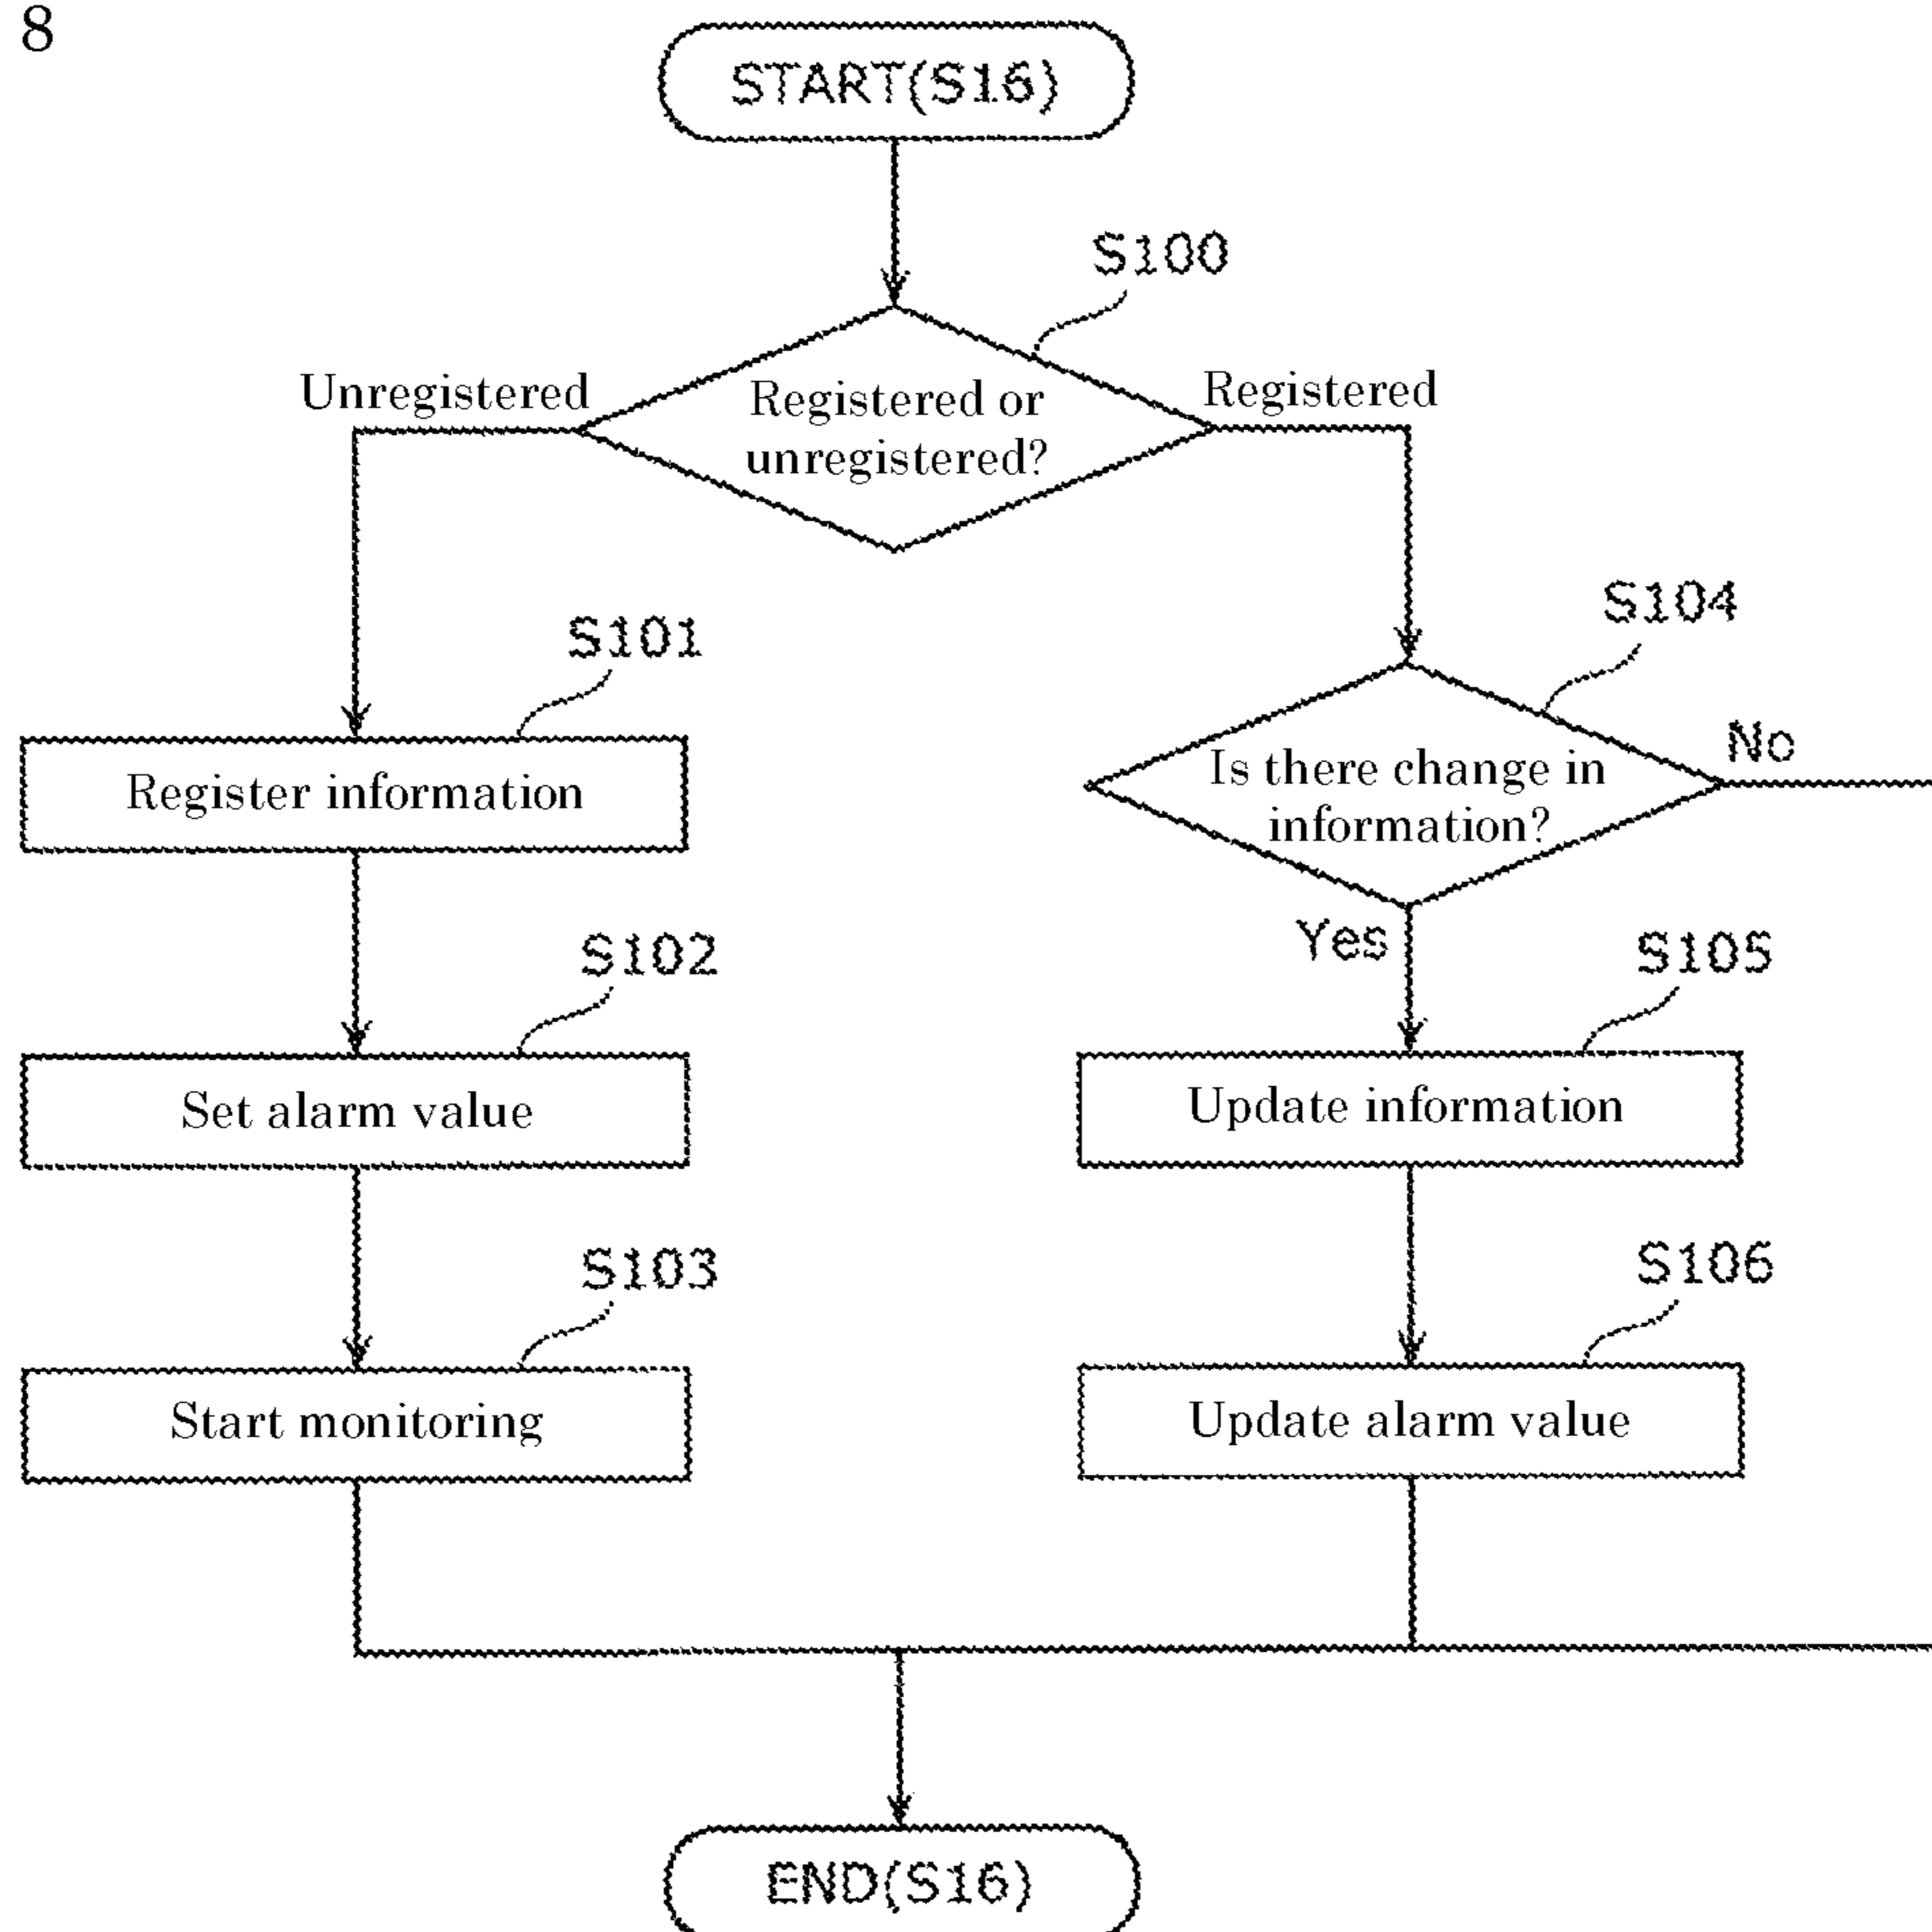 8
START(S16)
S100
Unregistered
Registered or
unregistered?
Registered
S101
Register information
S104
Is there change in
information?
No
Yes
S102
Set alarm value
S105
Update information
S103
Start monitoring
S106
Update alarm value
END(S16)